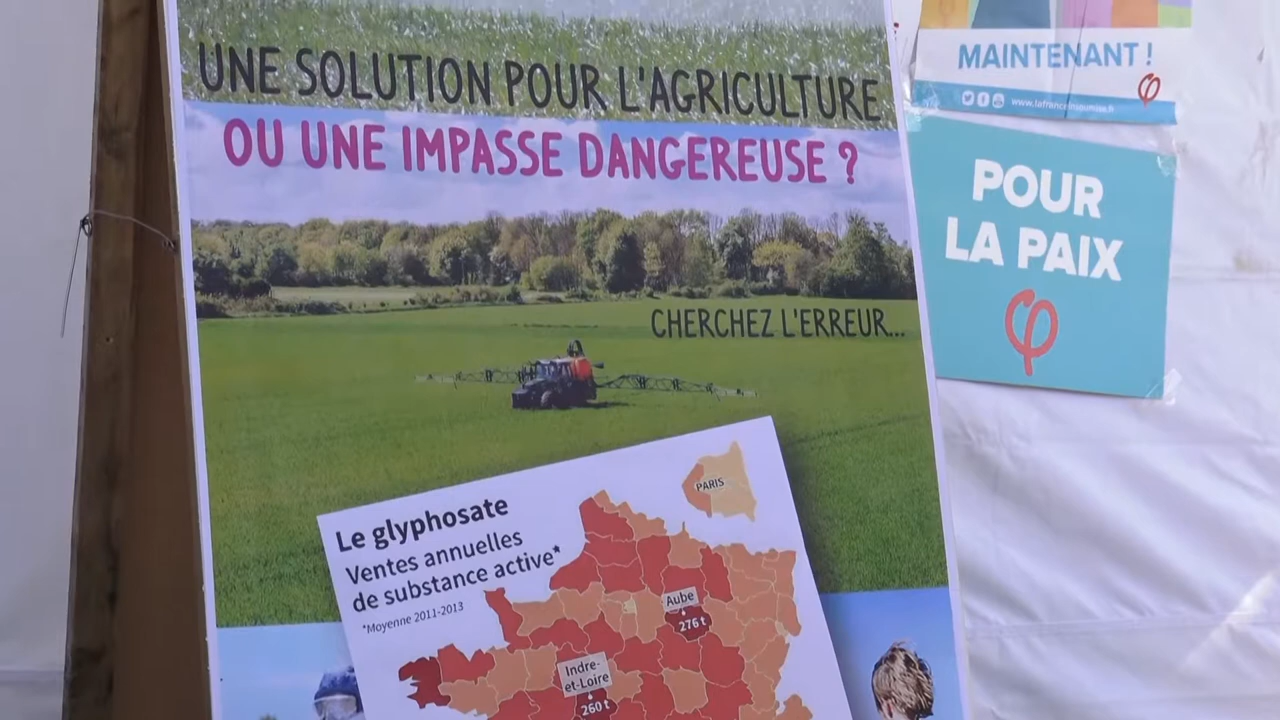 UNE SOLUTION POUR L'AGRICULTURE
OU UNE IMPASSE DANGEREUSE ?
CHERCHEZ L'ERREUR...
Le glyphosate
Ventes annuelles
de substance active*
*Moyenne 2011-2013
PARIS
Aube
276 t
Indre-
et-Loire
260 t
MAINTENANT !
www.lafranceinsoumise.fr
POUR
LA PAIX